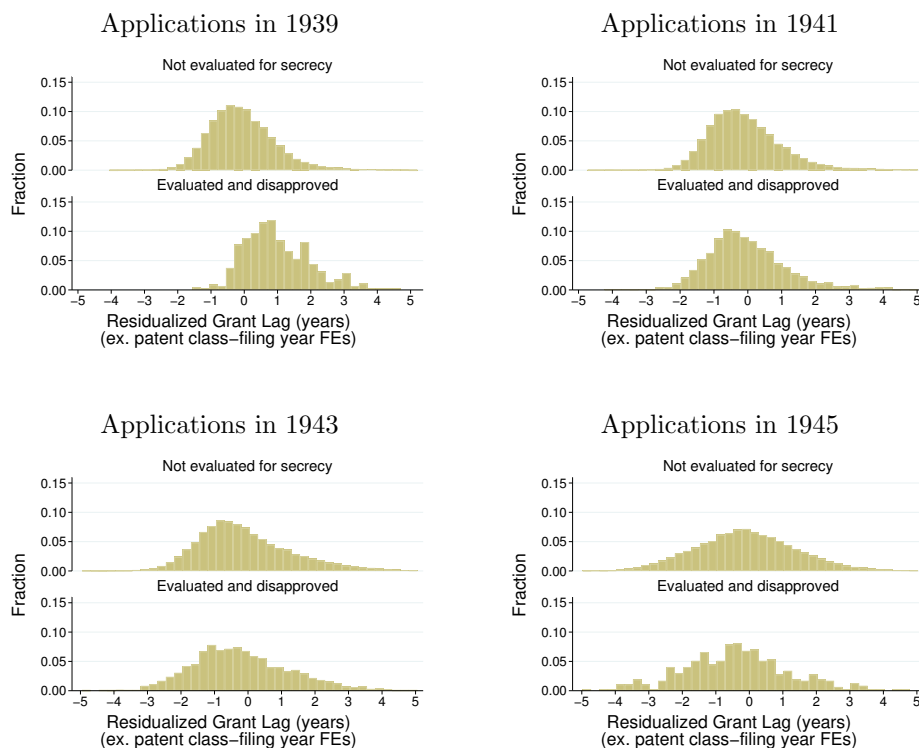 Applications in 1939
Not evaluated for secrecy
0.15
0.10
0.05
0.00
Evaluated and disapproved
0.15
0.10
0.05
0.00
Fraction
−5 −4 −3 −2 −1 0 1 2 3 4 5
Residualized Grant Lag (years)
(ex. patent class−filing year FEs)
Applications in 1941
Not evaluated for secrecy
0.15
0.10
0.05
0.00
Evaluated and disapproved
0.15
0.10
0.05
0.00
Fraction
−5 −4 −3 −2 −1 0 1 2 3 4 5
Residualized Grant Lag (years)
(ex. patent class−filing year FEs)
Applications in 1943
Not evaluated for secrecy
0.15
0.10
0.05
0.00
Evaluated and disapproved
0.15
0.10
0.05
0.00
Fraction
−5 −4 −3 −2 −1 0 1 2 3 4 5
Residualized Grant Lag (years)
(ex. patent class−filing year FEs)
Applications in 1945
Not evaluated for secrecy
0.15
0.10
0.05
0.00
Evaluated and disapproved
0.15
0.10
0.05
0.00
Fraction
−5 −4 −3 −2 −1 0 1 2 3 4 5
Residualized Grant Lag (years)
(ex. patent class−filing year FEs)